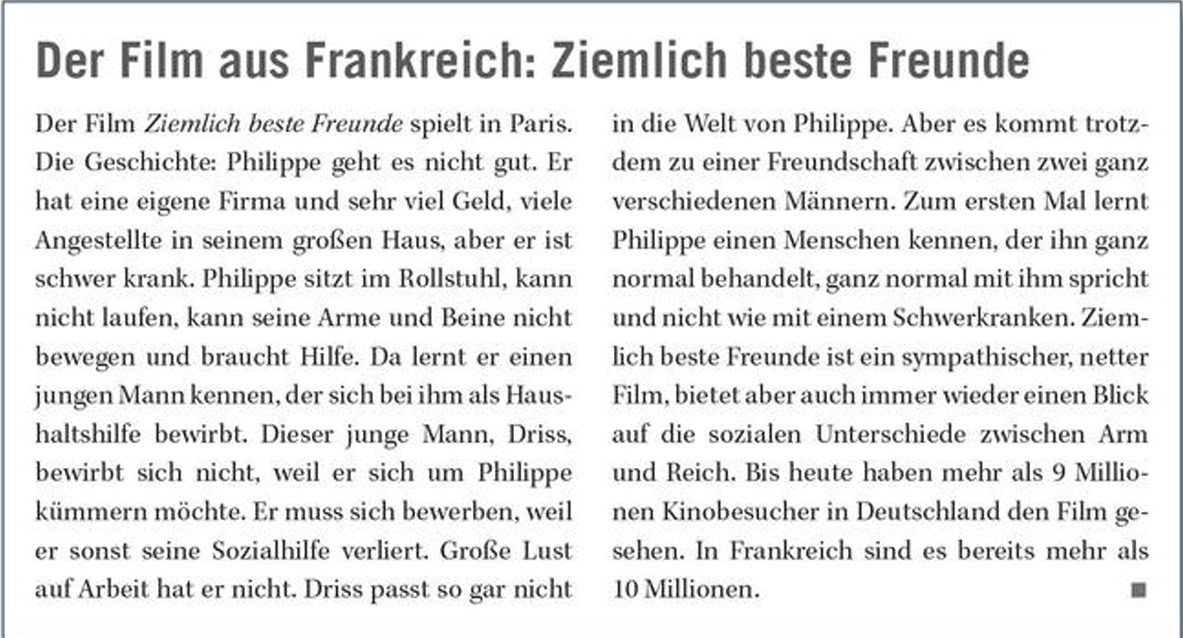 Der Film aus Frankreich: Ziemlich beste Freunde
Der Film Ziemlich beste Freunde spielt in Paris.
Die Geschichte: Philippe geht es nicht gut. Er
hat eine eigene Firma und sehr viel Geld, viele
Angestellte in seinem großen Haus, aber er ist
schwer krank. Philippe sitzt im Rollstuhl, kann
nicht laufen, kann seine Arme und Beine nicht
bewegen und braucht Hilfe. Da lernt er einen
jungen Mann kennen, der sich bei ihm als Haus-
haltshilfe bewirbt. Dieser junge Mann, Driss,
bewirbt sich nicht, weil er sich um Philippe
kümmern möchte. Er muss sich bewerben, weil
er sonst seine Sozialhilfe verliert. Große Lust
auf Arbeit hat er nicht. Driss passt so gar nicht
in die Welt von Philippe. Aber es kommt trotz-
dem zu einer Freundschaft zwischen zwei ganz
verschiedenen Männern. Zum ersten Mal lernt
Philippe einen Menschen kennen, der ihn ganz
normal behandelt, ganz normal mit ihm spricht
und nicht wie mit einem Schwerkranken. Ziem-
lich beste Freunde ist ein sympathischer, netter
Film, bietet aber auch immer wieder einen Blick
auf die sozialen Unterschiede zwischen Arm
und Reich. Bis heute haben mehr als 9 Millio-
nen Kinobesucher in Deutschland den Film ge-
sehen. In Frankreich sind es bereits mehr als
10 Millionen.